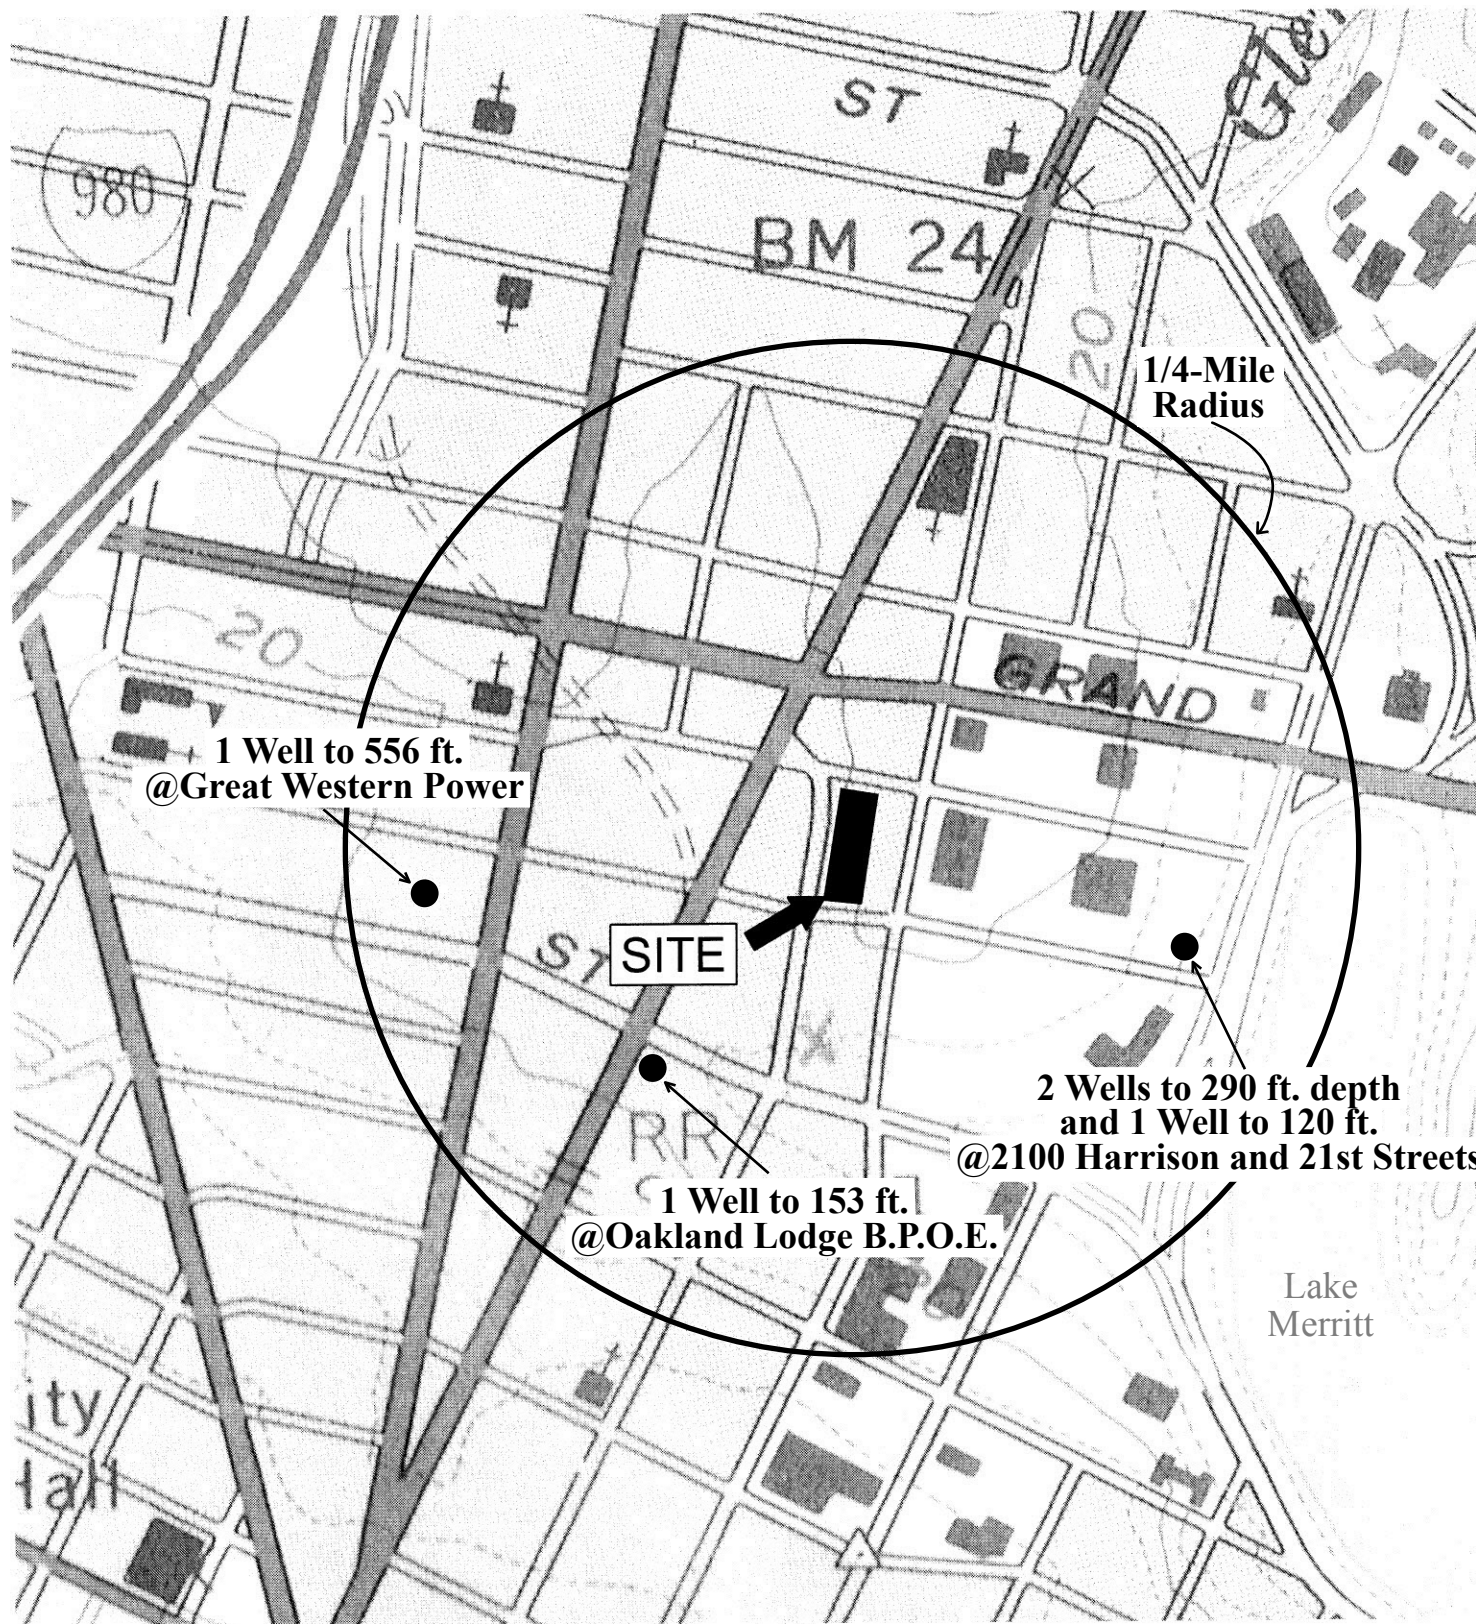 ST
Gle
980
BM 24
20
1/4-Mile
Radius
20
GRAND
1 Well to 556 ft.
@Great Western Power
ST
SITE
X
2 Wells to 290 ft. depth
and 1 Well to 120 ft.
@2100 Harrison and 21st Streets
RR
1 Well to 153 ft.
@Oakland Lodge B.P.O.E.
Lake
Merritt
ity
Hall